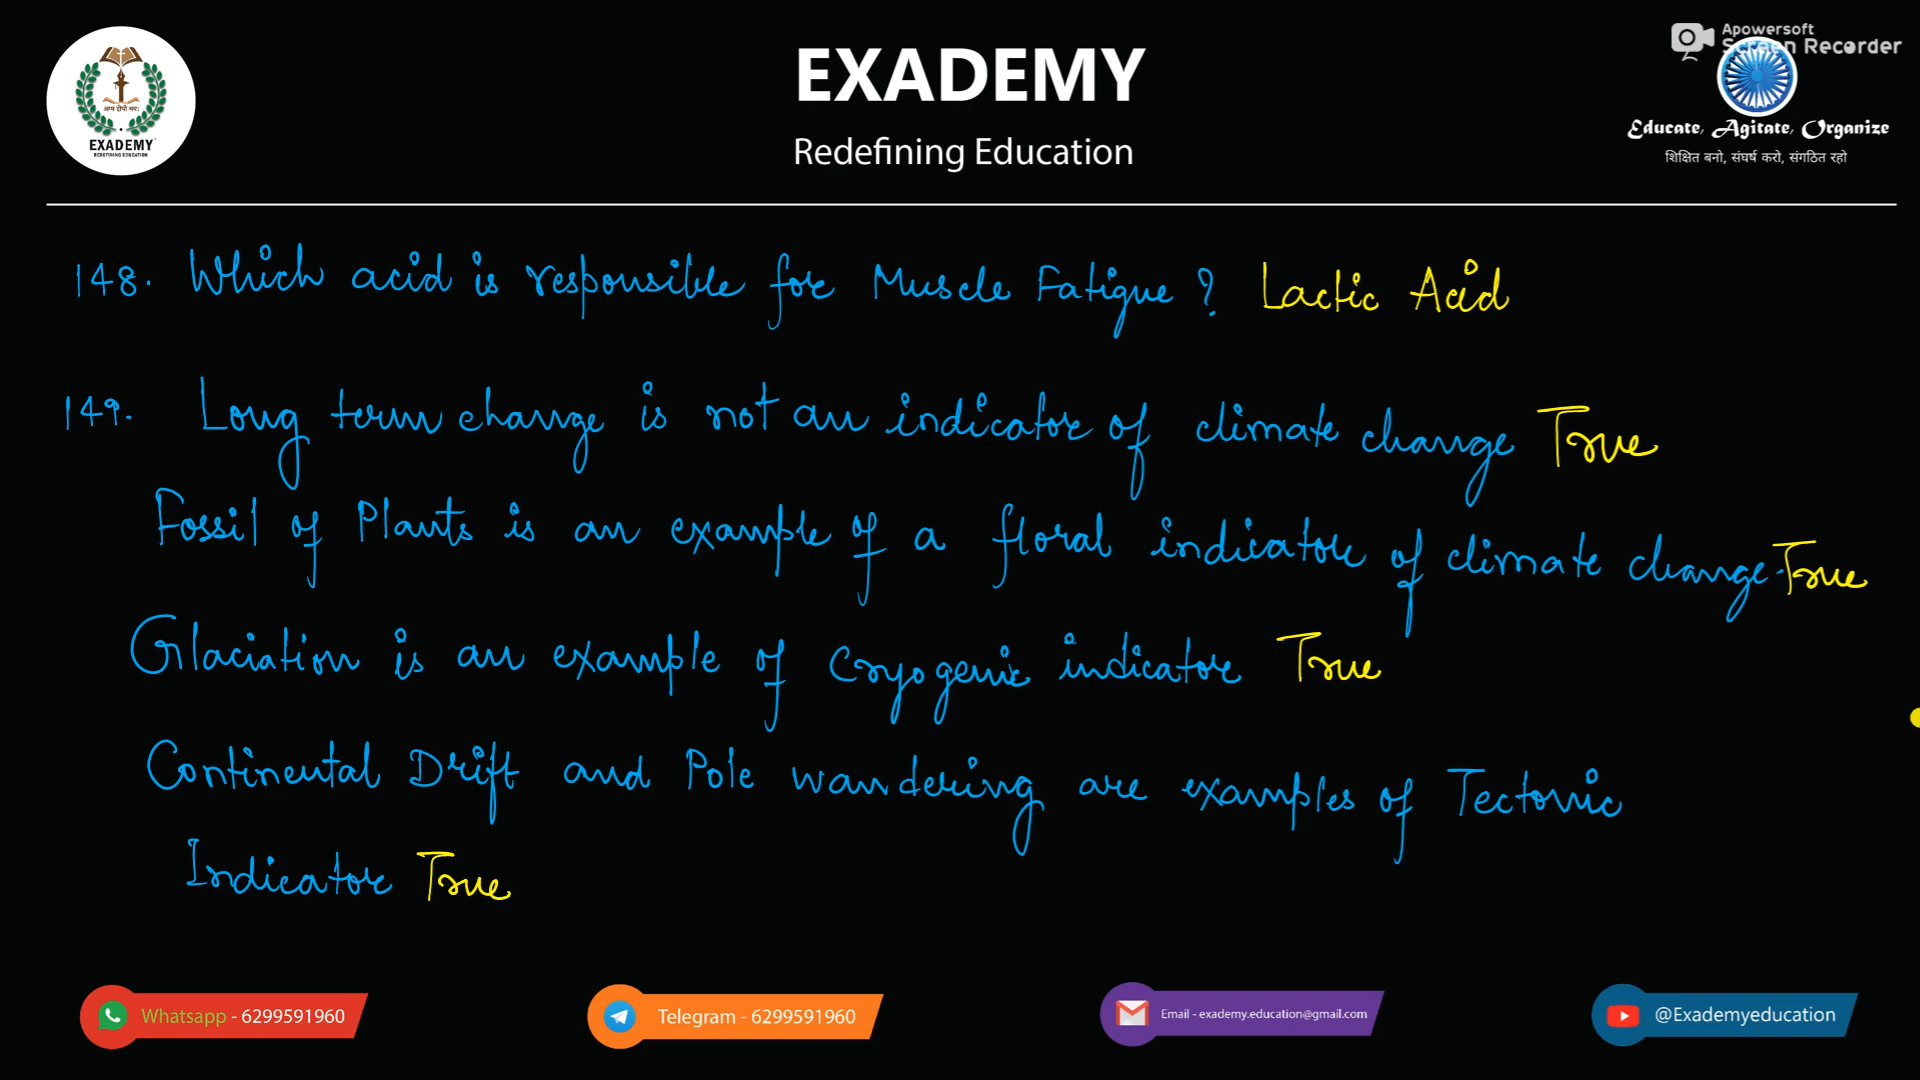 EXADEMY
Redefining Education
अप्प दीपो भवः
EXADEMY
REDEFINING EDUCATION
Apowersoft
Screen Recorder
Educate, Agitate, Organize
शिक्षित बनो, संघर्ष करो, संगठित रहो
148. Which acid is responsible for Muscle Fatigue? Lactic Acid
149. Long term change is not an indicator of climate change True
Fossil of Plants is an example of a floral indicator of climate change. True
Glaciation is an example of Cryogenic indicator True
Continental Drift and Pole wandering are examples of Tectonic
Indicator True
Whatsapp - 6299591960
Telegram - 6299591960
Email - exademy.education@gmail.com
@Exademyeducation